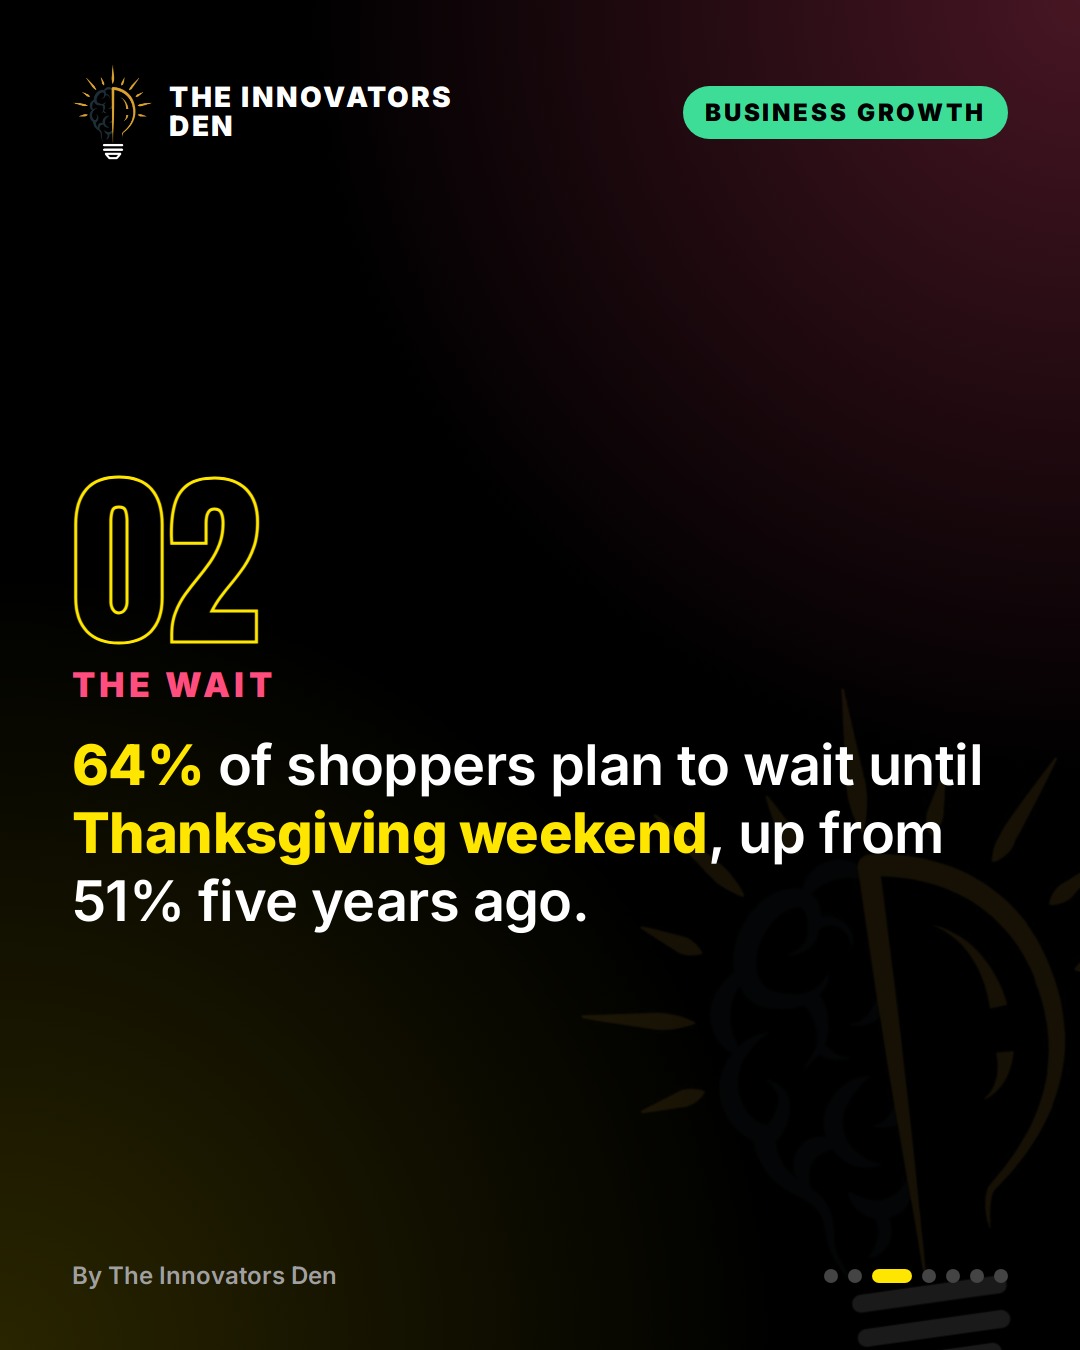 THE INNOVATORS
DEN
BUSINESS GROWTH
02
THE WAIT
64% of shoppers plan to wait until
Thanksgiving weekend, up from
51% five years ago.
By The Innovators Den